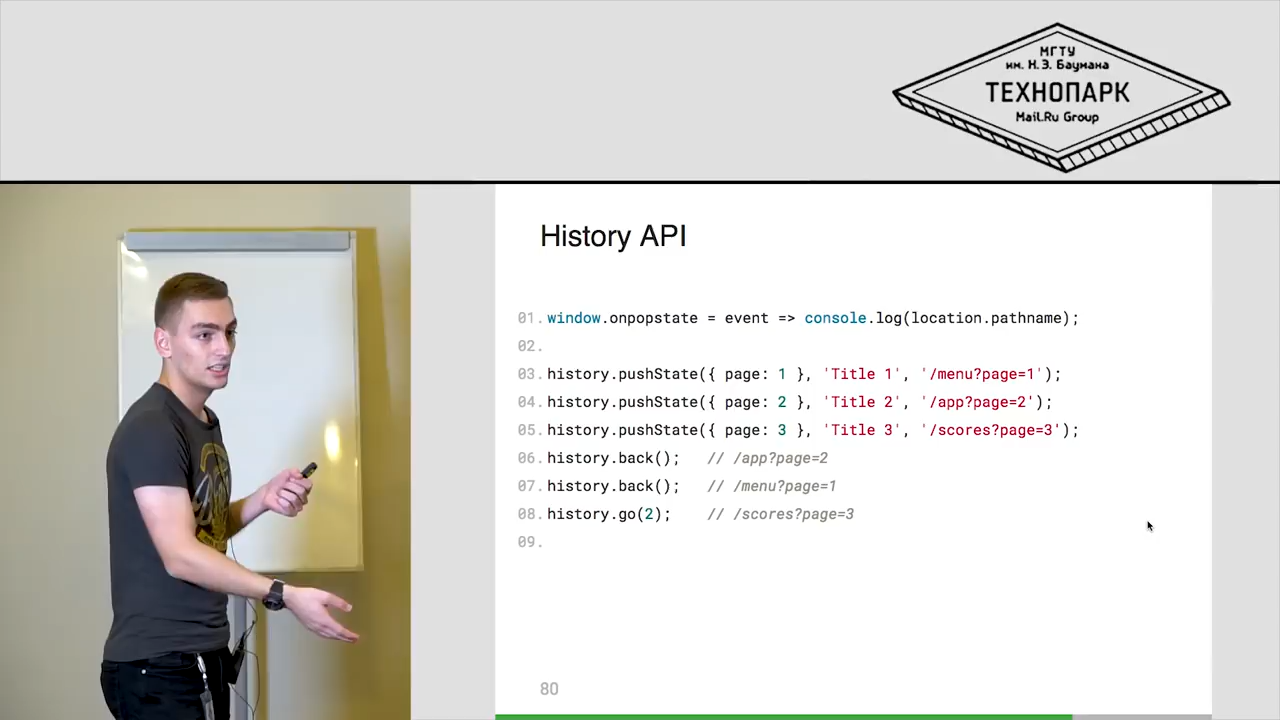 МГТУ
им. Н.Э. Баумана
ТЕХНОПАРК
Mail.Ru Group
History API
01. window.onpopstate = event => console.log(location.pathname);
02.
03. history.pushState({ page: 1 }, 'Title 1', '/menu?page=1');
04. history.pushState({ page: 2 }, 'Title 2', '/app?page=2');
05. history.pushState({ page: 3 }, 'Title 3', '/scores?page=3');
06. history.back();   // /app?page=2
07. history.back();   // /menu?page=1
08. history.go(2);    // /scores?page=3
09.
80